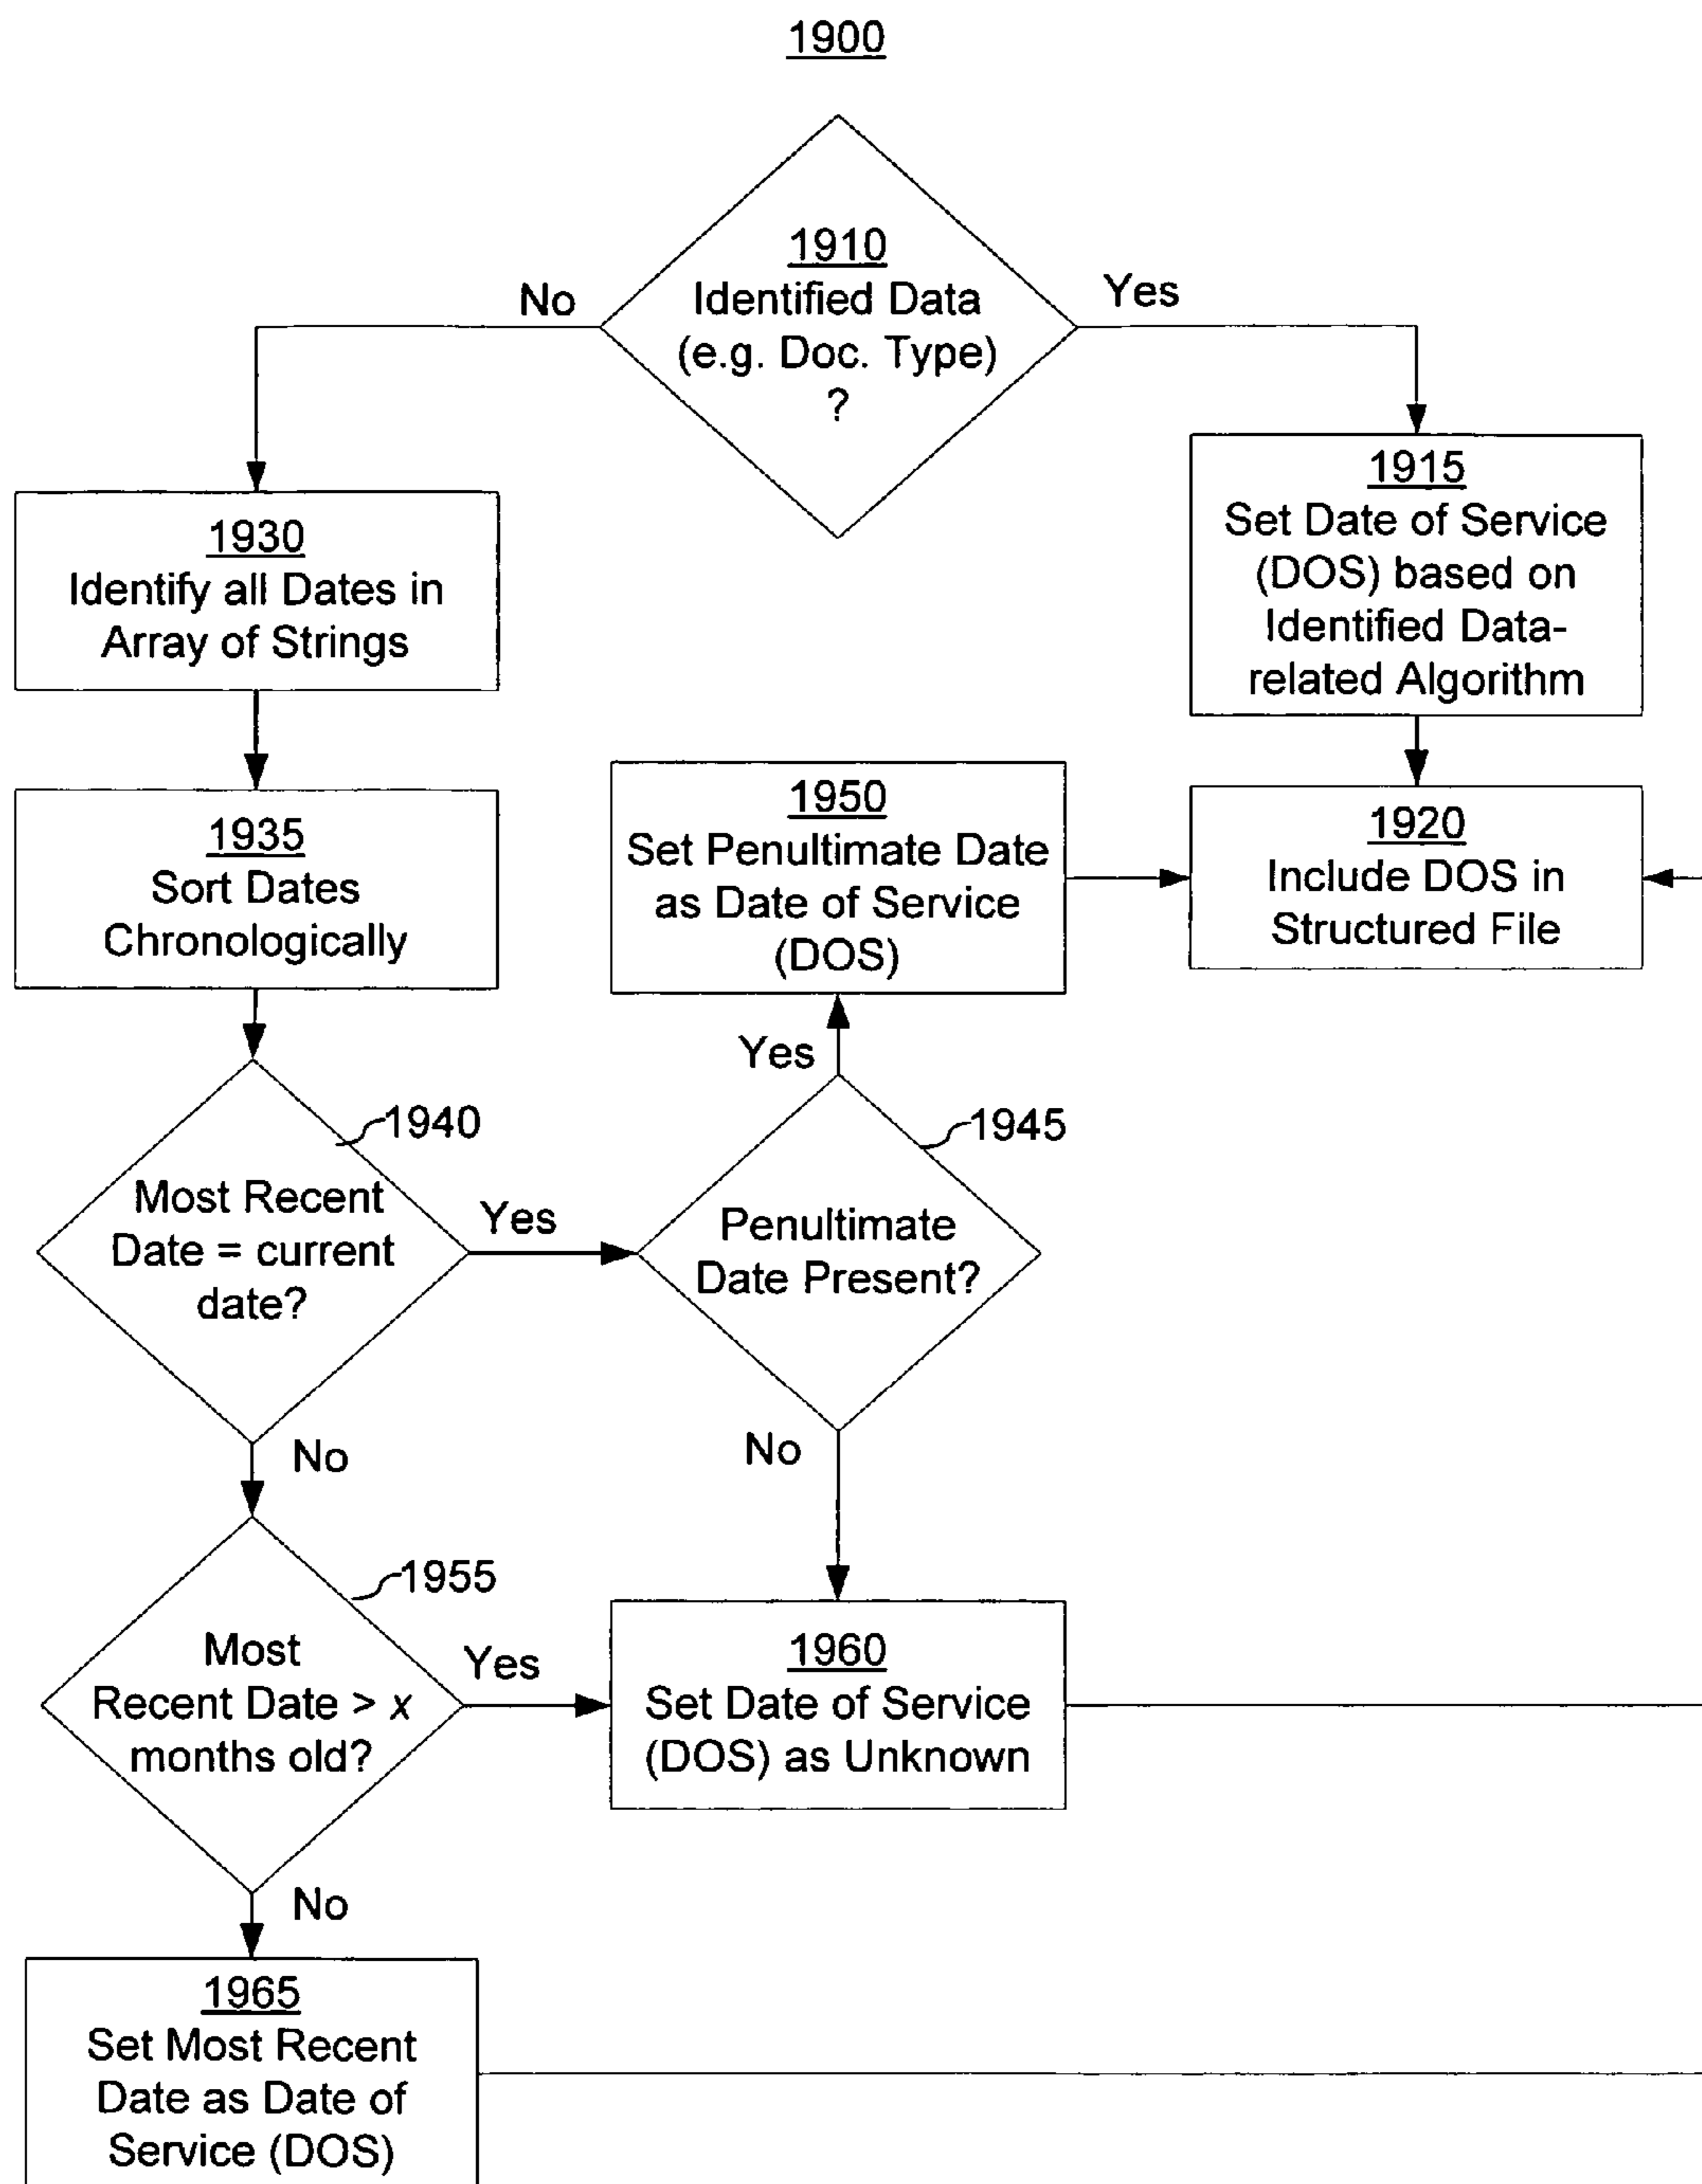 1900
1910
Identified Data
(e.g. Doc. Type)
?
No
Yes
1915
Set Date of Service
(DOS) based on
Identified Data-
related Algorithm
1930
Identify all Dates in
Array of Strings
1935
Sort Dates
Chronologically
1950
Set Penultimate Date
as Date of Service
(DOS)
1920
Include DOS in
Structured File
Yes
1940
Most Recent
Date = current
date?
Yes
1945
Penultimate
Date Present?
No
No
1955
Most
Recent Date > x
months old?
Yes
1960
Set Date of Service
(DOS) as Unknown
No
1965
Set Most Recent
Date as Date of
Service (DOS)